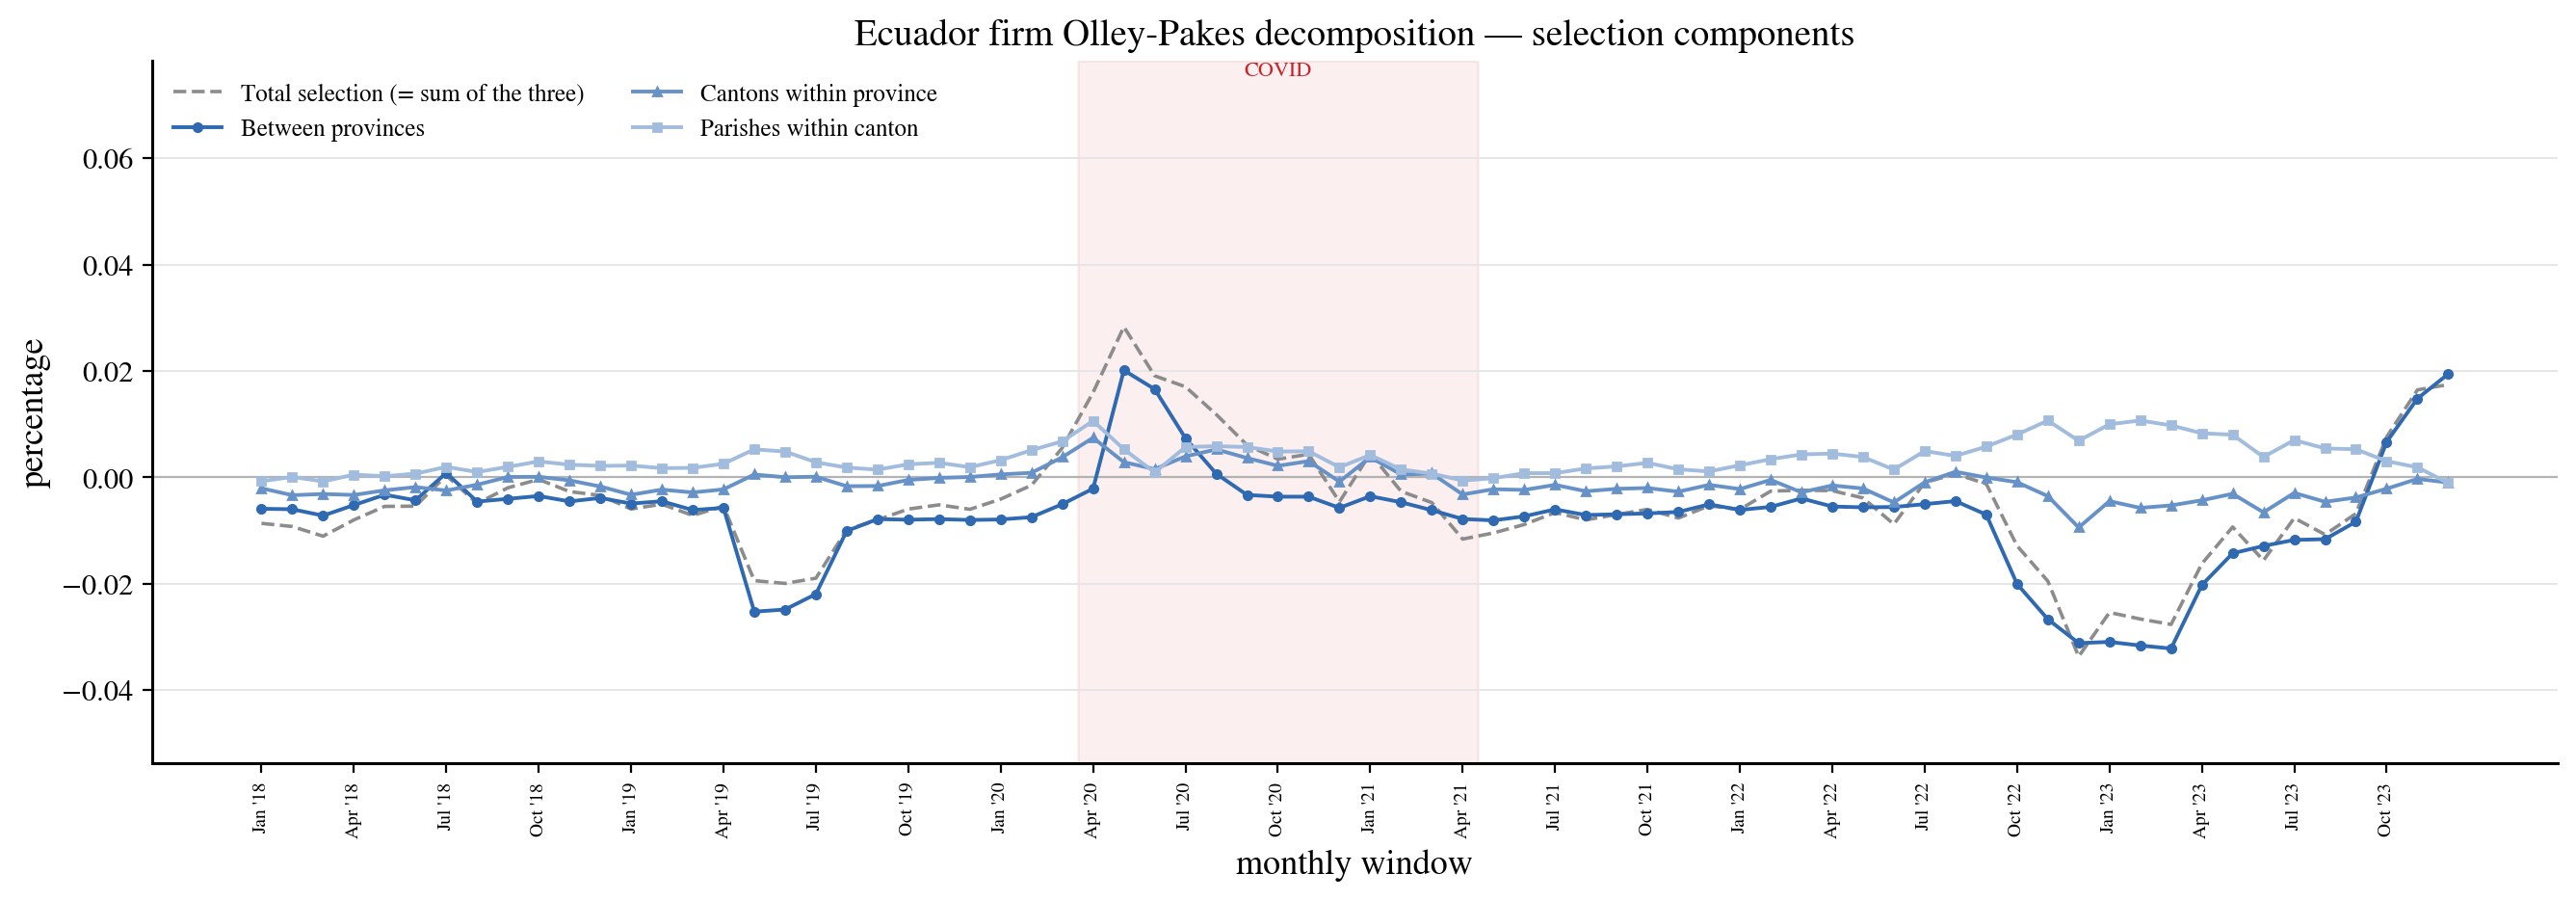 Ecuador firm Olley-Pakes decomposition — selection components
COVID
Total selection (= sum of the three)
Between provinces
Cantons within province
Parishes within canton
percentage
0.06
0.04
0.02
0.00
−0.02
−0.04
Jan '18
Apr '18
Jul '18
Oct '18
Jan '19
Apr '19
Jul '19
Oct '19
Jan '20
Apr '20
Jul '20
Oct '20
Jan '21
Apr '21
Jul '21
Oct '21
Jan '22
Apr '22
Jul '22
Oct '22
Jan '23
Apr '23
Jul '23
Oct '23
monthly window